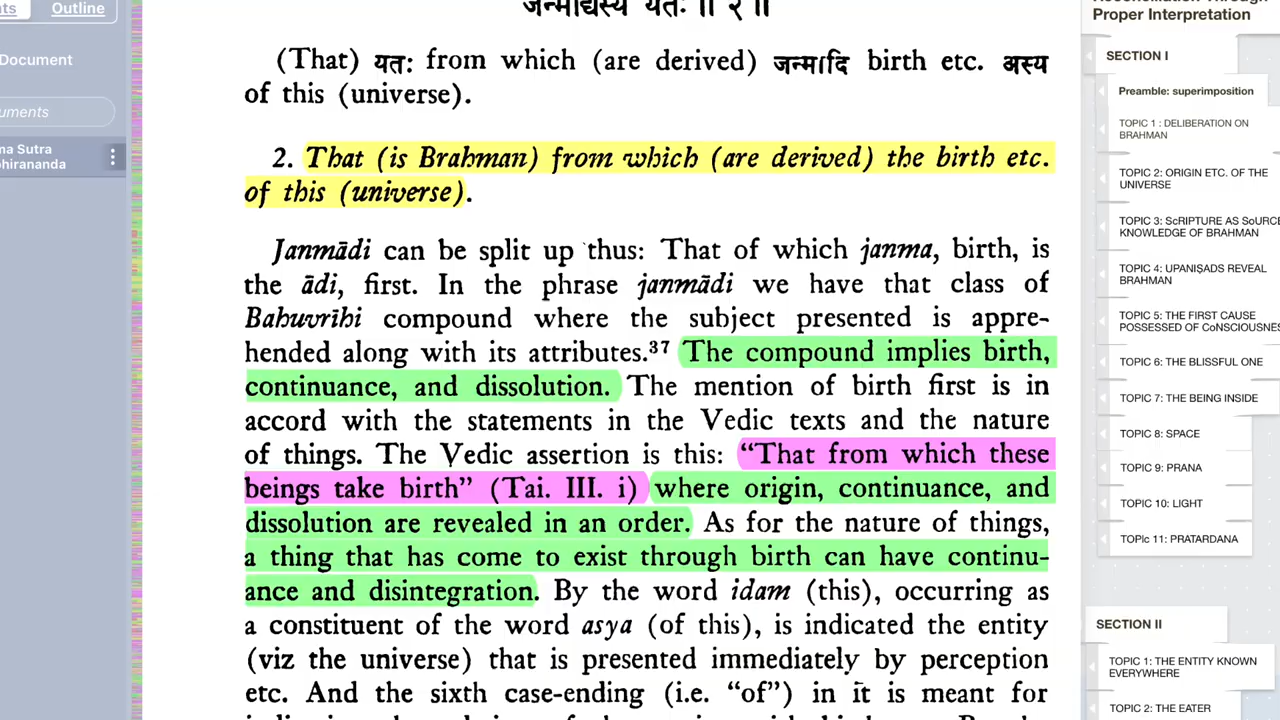 nts
Outline
Document
um
na Sutra
bhirananda
जन्माद्यस्य यतः ॥ २ ॥
(That) यतः from which (are derived) जन्मादि birth etc. अस्य
of this (universe).
2. That (is Brahman) from which (are derived) the birth etc.
of this (universe).
Janmādi can be split up thus: That of which janma, birth, is
the ādi, first. In the phrase janmādi we have that class of
Bahuvrīhi compound where the subject presented is appre-
hended along with its attributes.³⁷ The compound implies birth,
continuance, and dissolution. The mention of birth first is in
accord with the statements in the Vedic text and the nature
of things. The Vedic assertion is this: "That from which these
beings take birth" (Tai. III. i) where origin, continuance, and
dissolution are revealed in an order. As for the nature of things,
a thing that has come to exist through birth can have continu-
ance and disintegration. By the word idam (this), occurring as
a constituent of the word asya (of this), is indicated the entity
(viz the universe) that is presented immediately by perception
etc. And the sixth case-ending (i.e. "of") in it is meant for
Reconciliation Through
Proper Interpretation
SECTION I
Preamble: superimposition
TOPIC 1 : DELIBERATION ON
BRAHMAN
TOPIC 2: ORIGIN ETC. OF THE
UNIVERSE
TOPIC 3: ScRIPTURE AS SoURC
KNOWLEDGE OF BRAHMAN
TOPIC 4: UPANIṢADS REVEAL
BRAHMAN
TOPIC 5: THE FIRST CAUSE
POSSESSED OF CoNSCIOUSNES
TOPIC 6: THE BLISSFUL ONE
TOPIC 7: THE BEING INSIDE
TOPIC 8: SPACE
TOPIC 9: PRANA
TOPIC 10: LIGHT
TOPIc 11: PRATARDANA
SECTION II
TOPIC 1: THE ENTITY KNOWN
EVERYWHERE
TOPIC 2: THE EATER